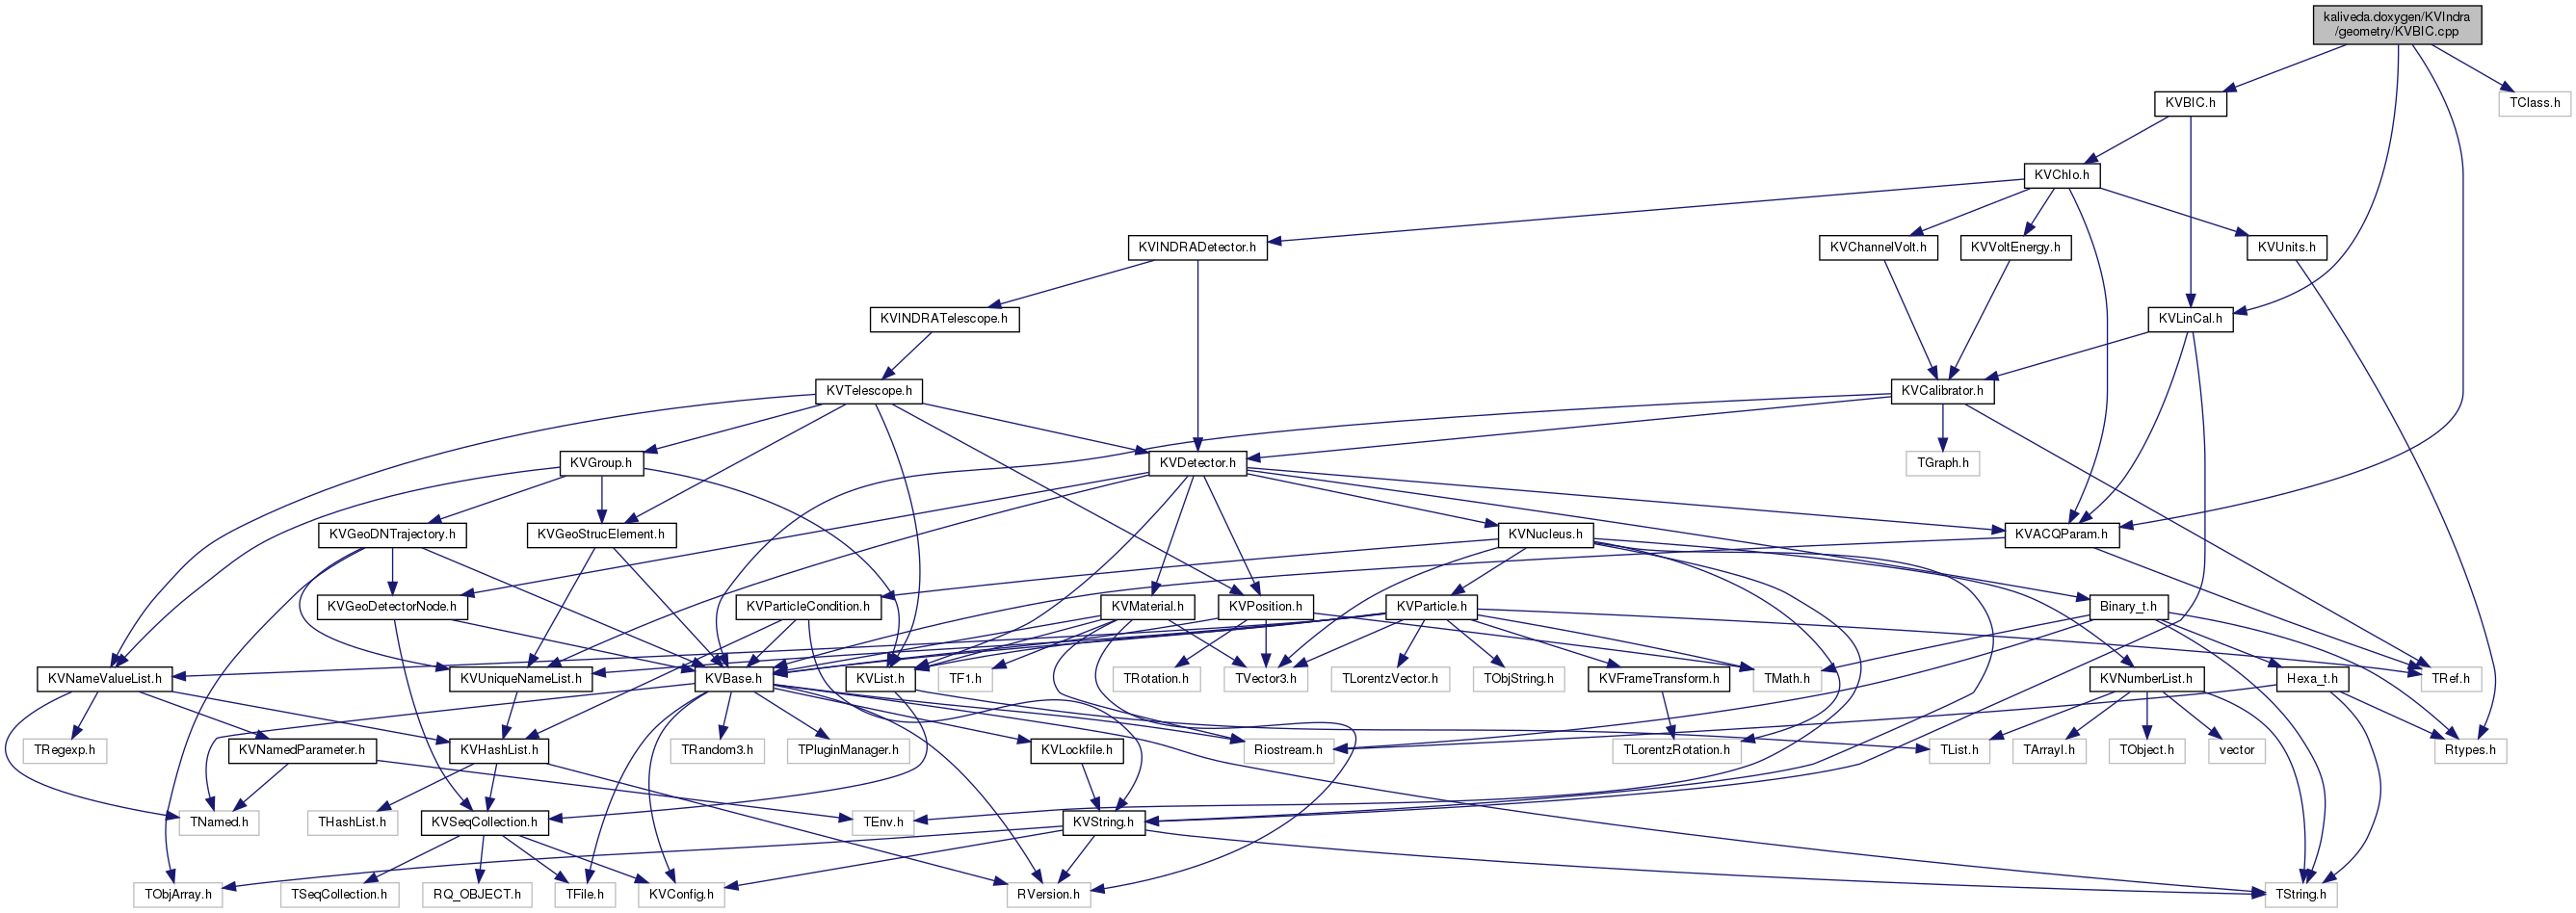 kaliveda.doxygen/KVIndra
/geometry/KVBIC.cpp
KVBIC.h
TClass.h
KVChIo.h
KVINDRADetector.h
KVChannelVolt.h
KVVoltEnergy.h
KVUnits.h
KVINDRATelescope.h
KVLinCal.h
KVTelescope.h
KVCalibrator.h
KVGroup.h
KVDetector.h
TGraph.h
KVGeoDNTrajectory.h
KVGeoStrucElement.h
KVNucleus.h
KVACQParam.h
KVGeoDetectorNode.h
KVParticleCondition.h
KVMaterial.h
KVPosition.h
KVParticle.h
Binary_t.h
KVNameValueList.h
KVUniqueNameList.h
KVBase.h
KVList.h
TF1.h
TRotation.h
TVector3.h
TLorentzVector.h
TObjString.h
KVFrameTransform.h
TMath.h
KVNumberList.h
Hexa_t.h
TRef.h
TRegexp.h
KVNamedParameter.h
KVHashList.h
TRandom3.h
TPluginManager.h
KVLockfile.h
Riostream.h
TLorentzRotation.h
TList.h
TArrayI.h
TObject.h
vector
Rtypes.h
TNamed.h
THashList.h
KVSeqCollection.h
TEnv.h
KVString.h
TObjArray.h
TSeqCollection.h
RQ_OBJECT.h
TFile.h
KVConfig.h
RVersion.h
TString.h